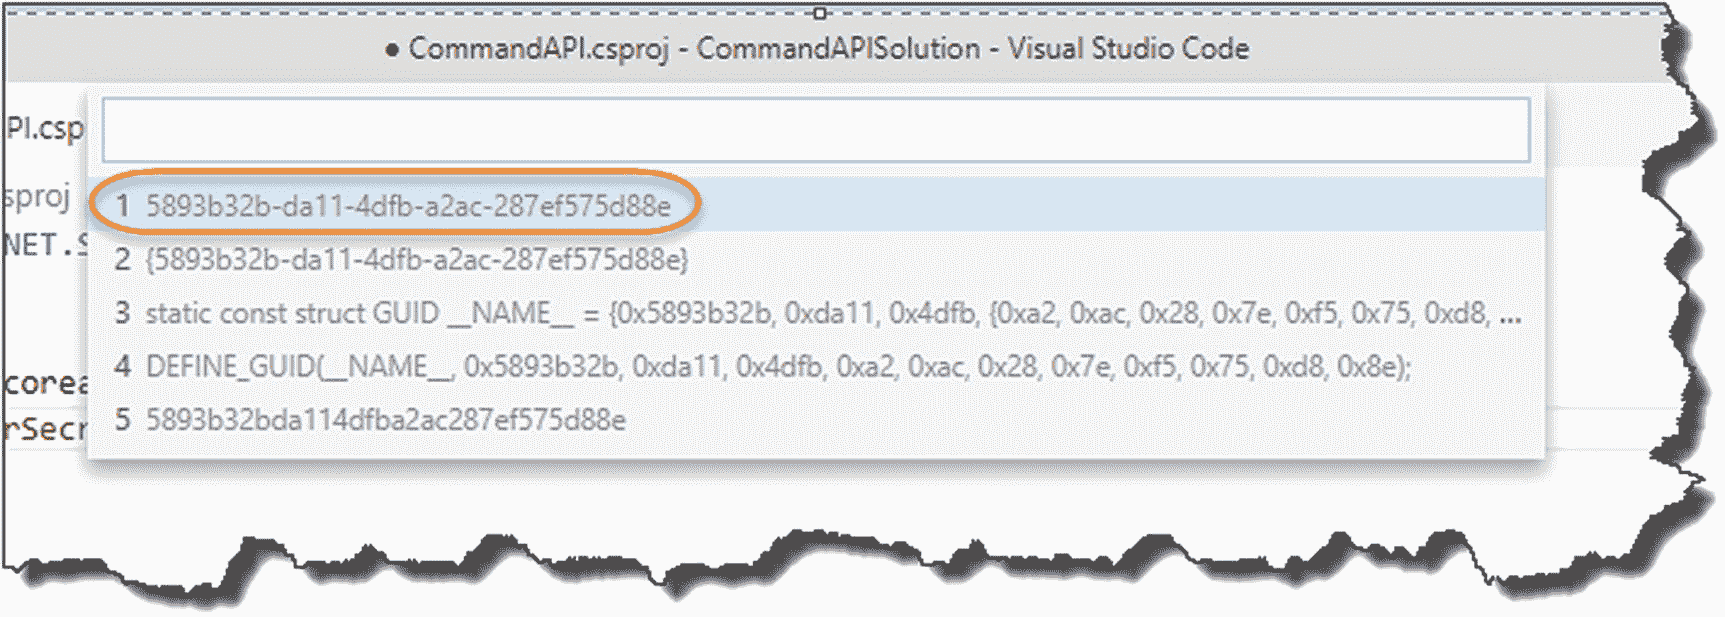 ● CommandAPI.csproj - CommandAPISolution - Visual Studio Code
PI.csp
sproj
1 5893b32b-da11-4dfb-a2ac-287ef575d88e
NET.S
2 {5893b32b-da11-4dfb-a2ac-287ef575d88e}
3 static const struct GUID __NAME__ = {0x5893b32b, 0xda11, 0x4dfb, {0xa2, 0xac, 0x28, 0x7e, 0xf5, 0x75, 0xd8, ...
4 DEFINE_GUID(__NAME__, 0x5893b32b, 0xda11, 0x4dfb, 0xa2, 0xac, 0x28, 0x7e, 0xf5, 0x75, 0xd8, 0x8e);
corea
5 5893b32bda114dfba2ac287ef575d88e
rSecr